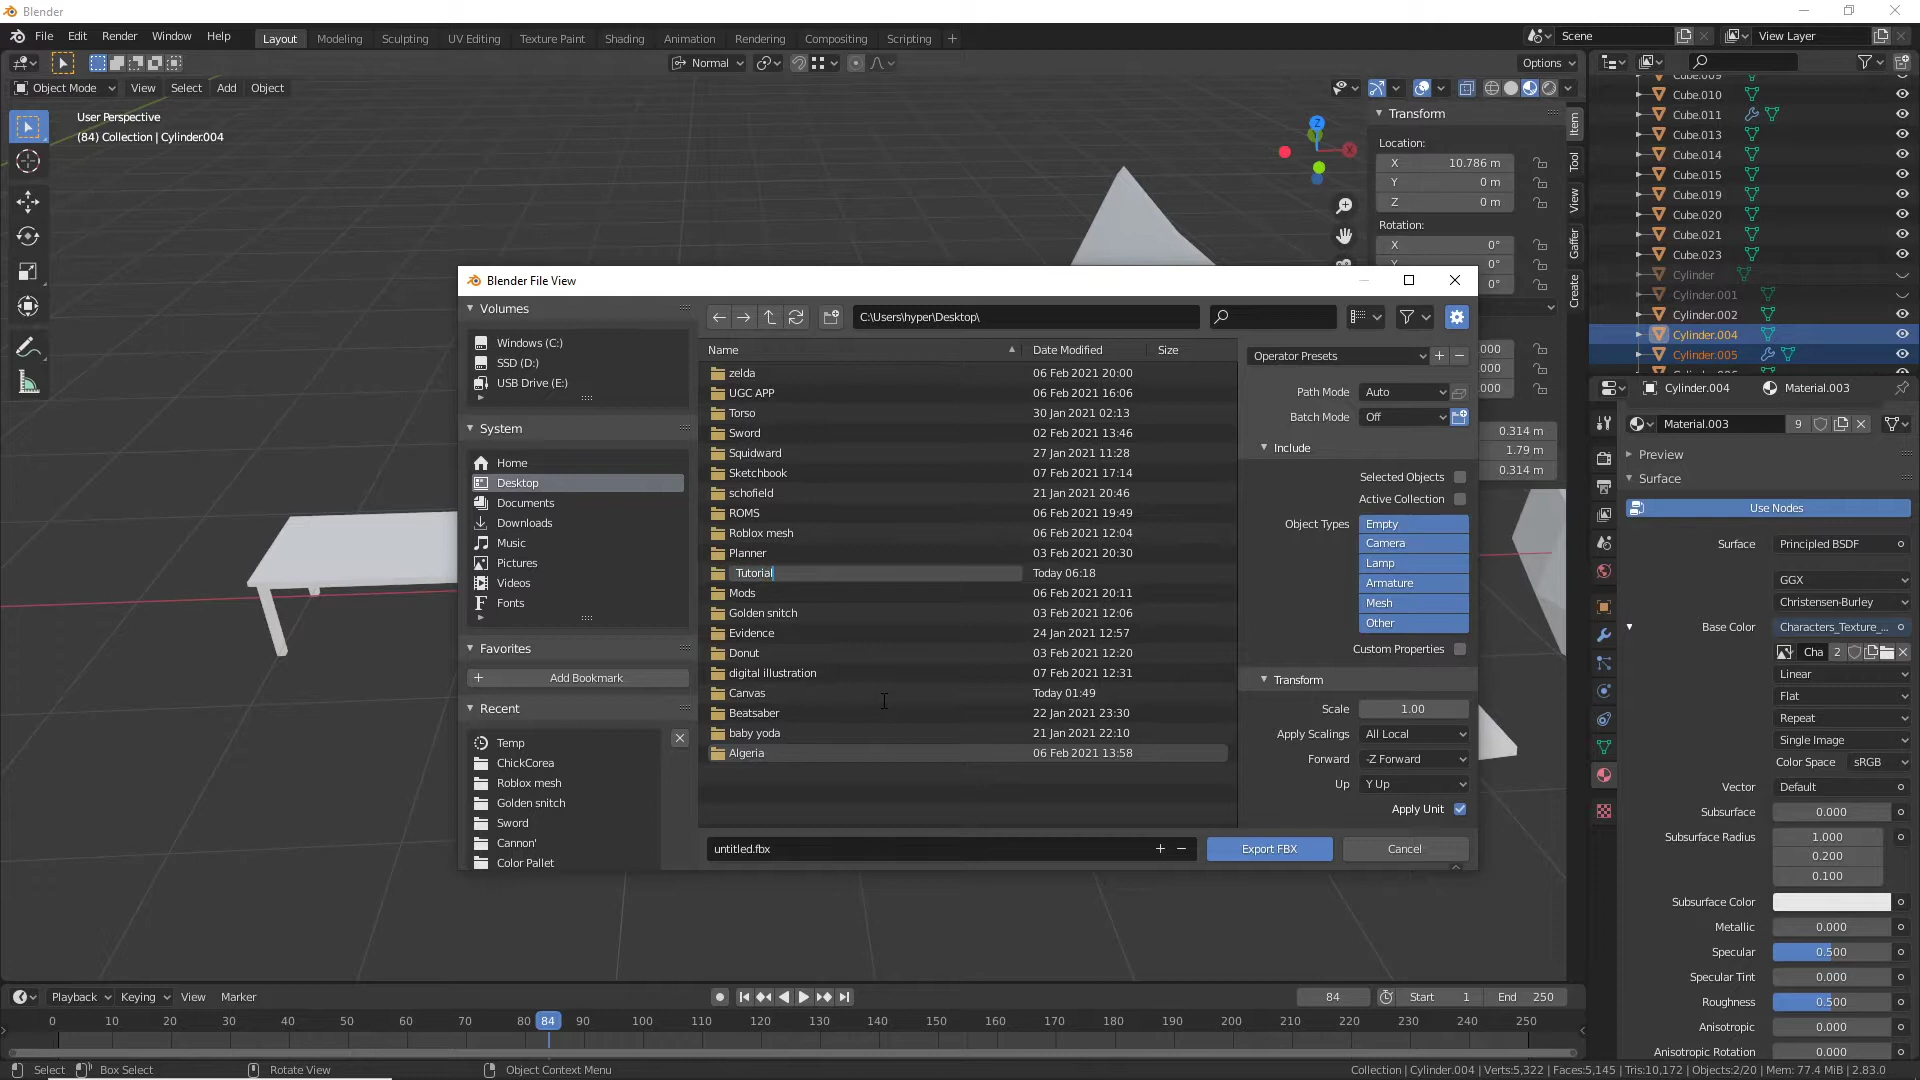 Blender
File Edit Render Window Help
Layout Modeling Sculpting UV Editing Texture Paint Shading Animation Rendering Compositing Scripting +
Scene
View Layer
Normal
Options
Object Mode View Select Add Object
User Perspective
(84) Collection | Cylinder.004
Z
X
Transform
Location:
X 10.786 m
Y 0 m
Z 0 m
Rotation:
X 0°
0°
0°
000
000
000
0.314 m
1.79 m
0.314 m
Item
Tool
View
Gaffer
Create
Cube.009
Cube.010
Cube.011
Cube.013
Cube.014
Cube.015
Cube.019
Cube.020
Cube.021
Cube.023
Cylinder
Cylinder.001
Cylinder.002
Cylinder.004
Cylinder.005
Cylinder.004 Material.003
Material.003 9
Preview
Surface
Use Nodes
Surface Principled BSDF
GGX
Christensen-Burley
Base Color Characters_Texture_...
Cha 2
Linear
Flat
Repeat
Single Image
Color Space sRGB
Vector Default
Subsurface 0.000
Subsurface Radius 1.000
0.200
0.100
Subsurface Color
Metallic 0.000
Specular 0.500
Specular Tint 0.000
Roughness 0.500
Anisotropic 0.000
Anisotropic Rotation 0.000
Blender File View
Volumes
Windows (C:)
SSD (D:)
USB Drive (E:)
System
Home
Desktop
Documents
Downloads
Music
Pictures
Videos
Fonts
Favorites
Add Bookmark
Recent
Temp
ChickCorea
Roblox mesh
Golden snitch
Sword
Cannon'
Color Pallet
C:\Users\hyper\Desktop\
Name Date Modified Size
zelda 06 Feb 2021 20:00
UGC APP 06 Feb 2021 16:06
Torso 30 Jan 2021 02:13
Sword 02 Feb 2021 13:46
Squidward 27 Jan 2021 11:28
Sketchbook 07 Feb 2021 17:14
schofield 21 Jan 2021 20:46
ROMS 06 Feb 2021 19:49
Roblox mesh 06 Feb 2021 12:04
Planner 03 Feb 2021 20:30
Tutorial Today 06:18
Mods 06 Feb 2021 20:11
Golden snitch 03 Feb 2021 12:06
Evidence 24 Jan 2021 12:57
Donut 03 Feb 2021 12:20
digital illustration 07 Feb 2021 12:31
Canvas Today 01:49
Beatsaber 22 Jan 2021 23:30
baby yoda 21 Jan 2021 22:10
Algeria 06 Feb 2021 13:58
Operator Presets
Path Mode Auto
Batch Mode Off
Include
Selected Objects
Active Collection
Object Types Empty
Camera
Lamp
Armature
Mesh
Other
Custom Properties
Transform
Scale 1.00
Apply Scalings All Local
Forward -Z Forward
Up Y Up
Apply Unit
untitled.fbx
Export FBX
Cancel
Playback Keying View Marker
84 Start 1 End 250
0 10 20 30 40 50 60 70 80 84 90 100 110 120 130 140 150 160 170 180 190 200 210 220 230 240 250
Select Box Select Rotate View Object Context Menu
Collection | Cylinder.004 | Verts:5,322 | Faces:5,145 | Tris:10,172 | Objects:2/20 | Mem: 77.4 MiB | 2.83.0